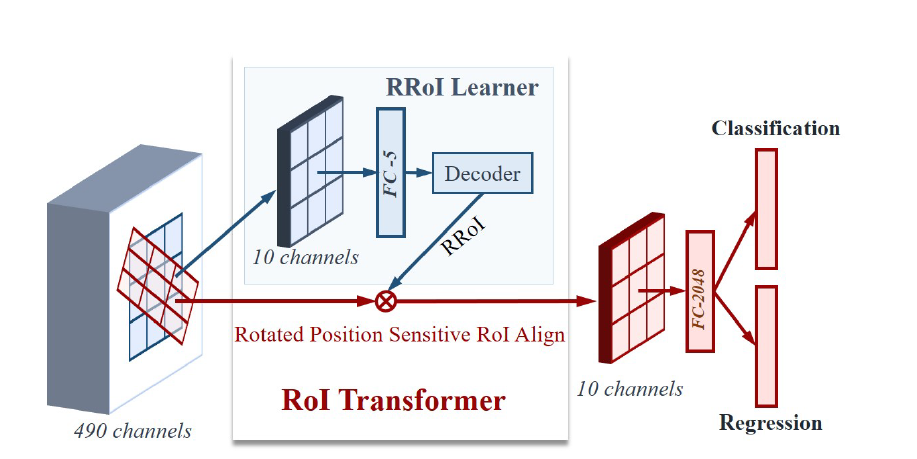 RRoI Learner
Classification
FC-5
Decoder
RRoI
10 channels
FC-2048
Rotated Position Sensitive RoI Align
RoI Transformer
10 channels
490 channels
Regression